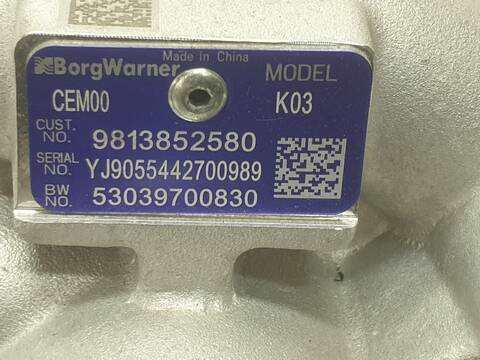 Made in China
BorgWarner
MODEL
CEM00
K03
CUST. NO. 9813852580
SERIAL NO. YJ9055442700989
BW NO. 53039700830